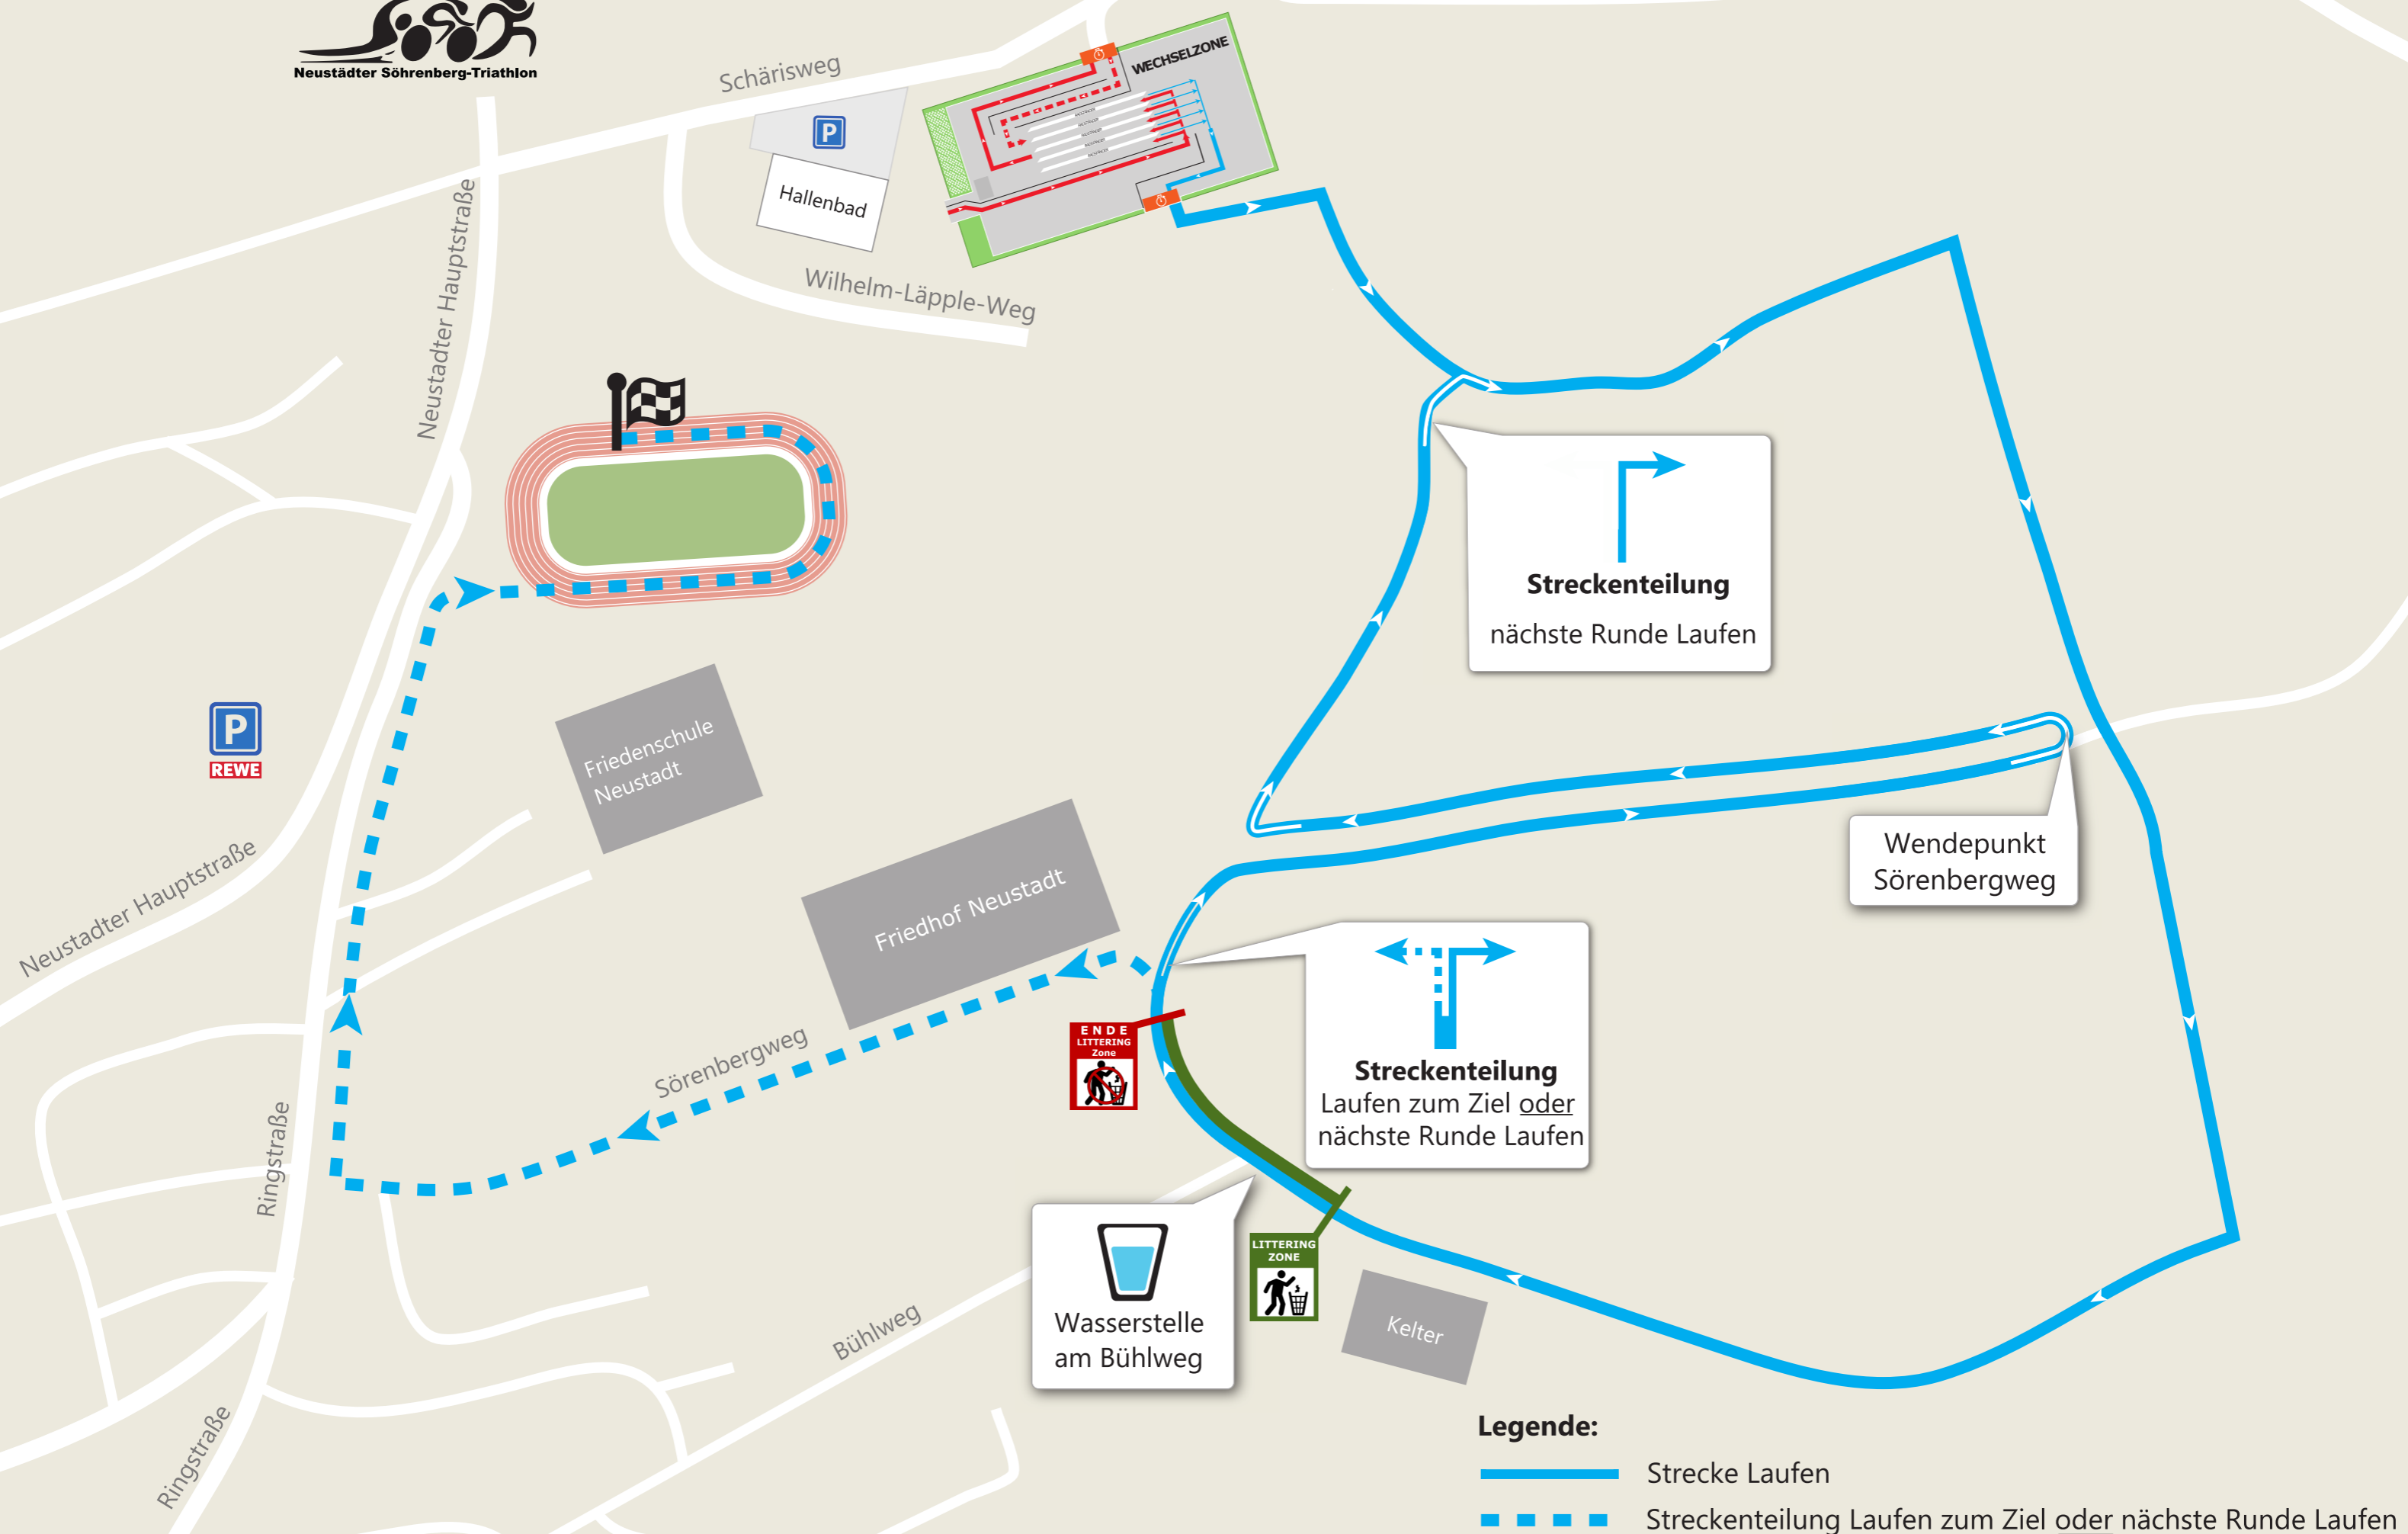 Neustädter Söhrenberg-Triathlon
Schärisweg
WECHSELZONE
P
Hallenbad
Neustadter Hauptstraße
Wilhelm-Läpple-Weg
Streckenteilung
nächste Runde Laufen
Friedenschule
Neustadt
P
REWE
Neustadter Hauptstraße
Friedhof Neustadt
Wendepunkt
Sörenbergweg
Streckenteilung
Laufen zum Ziel oder
nächste Runde Laufen
ENDE
LITTERING
Zone
Sörenbergweg
Ringstraße
LITTERING
ZONE
Wasserstelle
am Bühlweg
Bühlweg
Kelter
Ringstraße
Legende:
Strecke Laufen
Streckenteilung Laufen zum Ziel oder nächste Runde Laufen